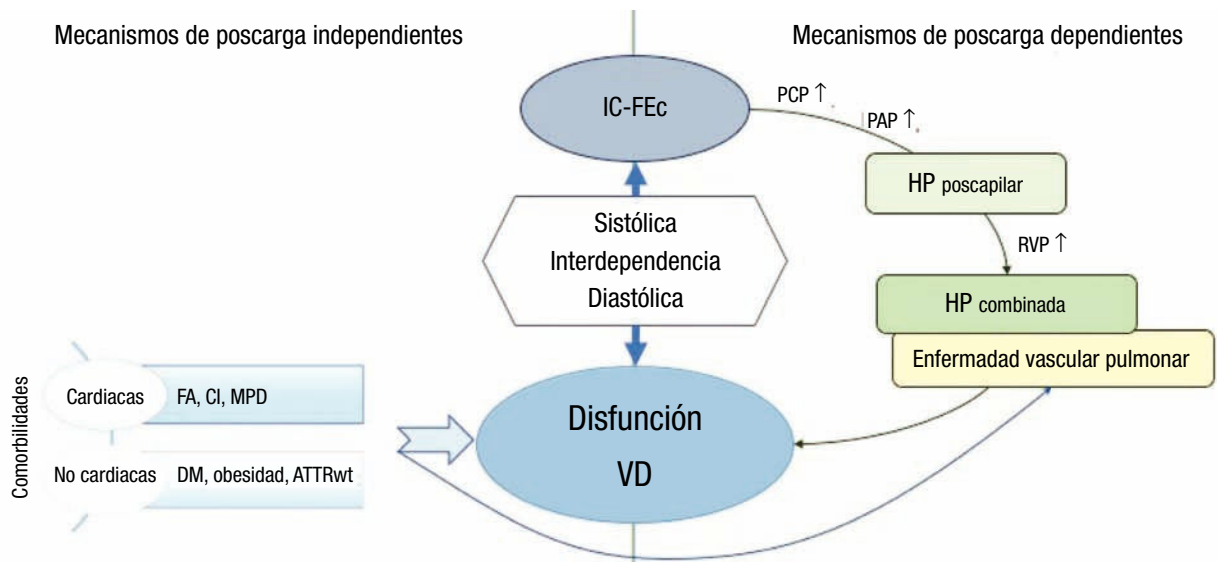 Mecanismos de poscarga independientes
Mecanismos de poscarga dependientes
IC-FEc
PCP ↑
PAP ↑
HP poscapilar
RVP ↑
HP combinada
Enfermadad vascular pulmonar
Sistólica
Interdependencia
Diastólica
Disfunción
VD
Comorbilidades
Cardiacas
FA, CI, MPD
No cardiacas
DM, obesidad, ATTRwt